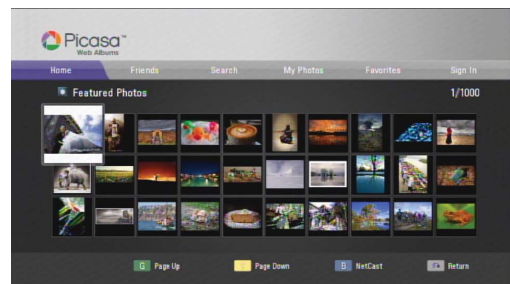 Picasa™
Web Albums
Home Friends Search My Photos Favorites Sign In
Featured Photos 1/1000
G Page Up Page Down B NetCast Return